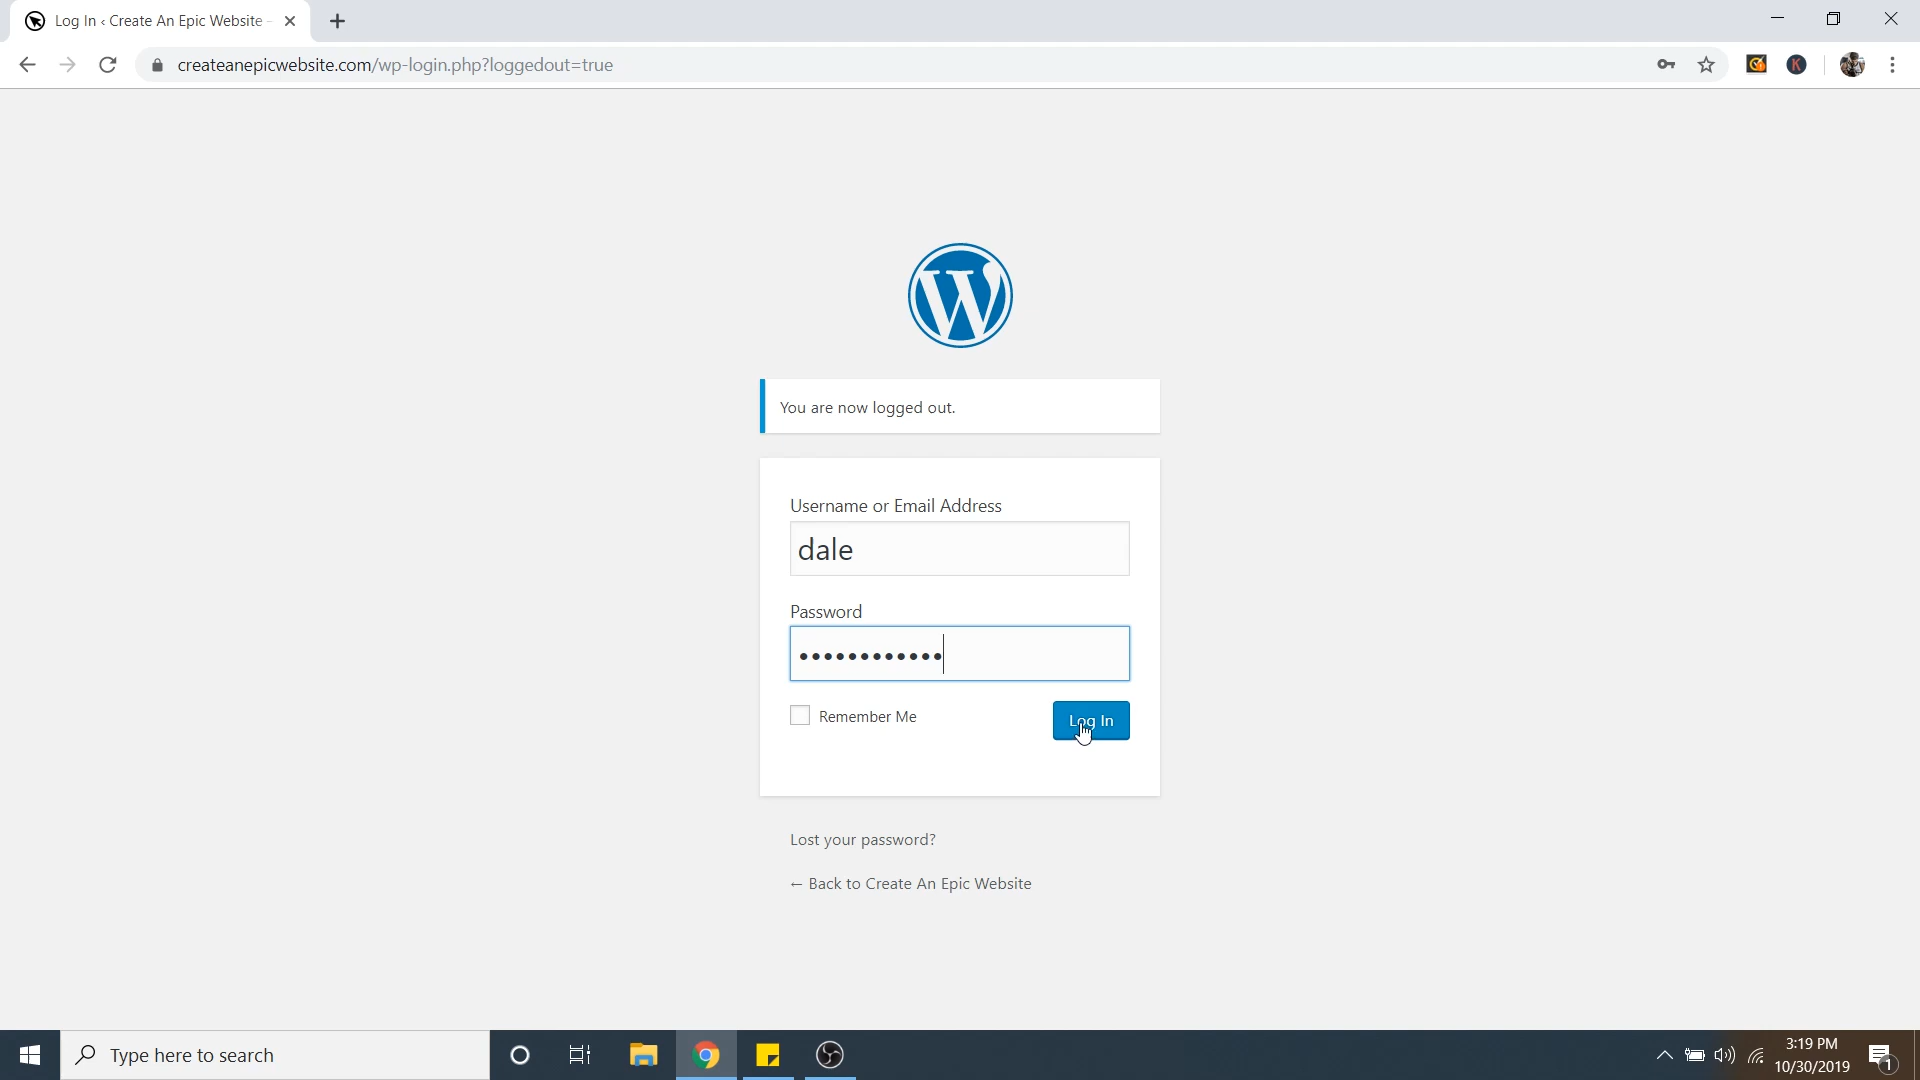 Log In ‹ Create An Epic Website –
createanepicwebsite.com/wp-login.php?loggedout=true
K
W
You are now logged out.
Username or Email Address
dale
Password
••••••••••••
Remember Me
Log In
Lost your password?
← Back to Create An Epic Website
Type here to search
3:19 PM
10/30/2019
1